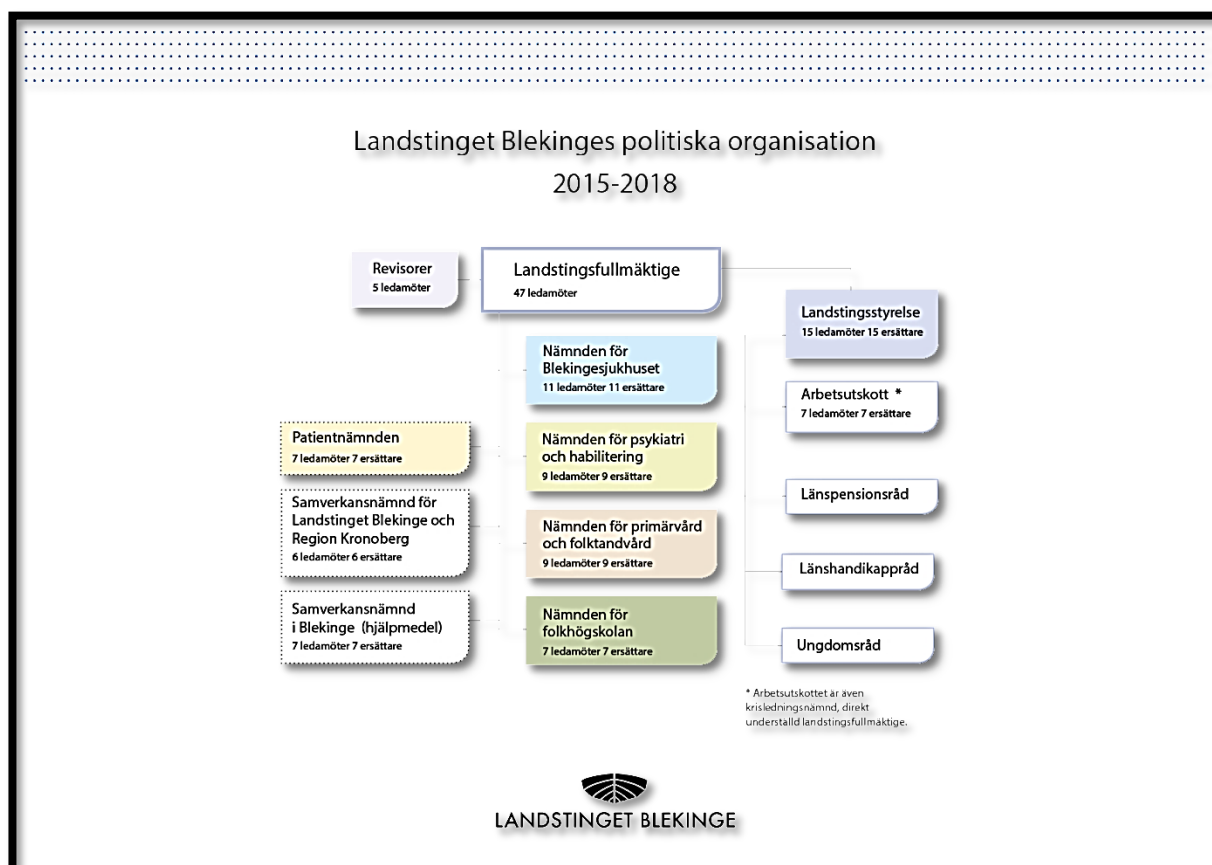 Landstinget Blekinges politiska organisation
2015-2018
Revisorer
5 ledamöter
Landstingsfullmäktige
47 ledamöter
Landstingsstyrelse
15 ledamöter 15 ersättare
Nämnden för
Blekingesjukhuset
11 ledamöter 11 ersättare
Arbetsutskott *
7 ledamöter 7 ersättare
Patientnämnden
7 ledamöter 7 ersättare
Nämnden för psykiatri
och habilitering
9 ledamöter 9 ersättare
Länspensionsråd
Samverkansnämnd för
Landstinget Blekinge och
Region Kronoberg
6 ledamöter 6 ersättare
Nämnden för primärvård
och folktandvård
9 ledamöter 9 ersättare
Länshandikappråd
Samverkansnämnd
i Blekinge (hjälpmedel)
7 ledamöter 7 ersättare
Nämnden för
folkhögskolan
7 ledamöter 7 ersättare
Ungdomsråd
* Arbetsutskottet är även
krisledningsnämnd, direkt
underställd landstingsfullmäktige.
LANDSTINGET BLEKINGE